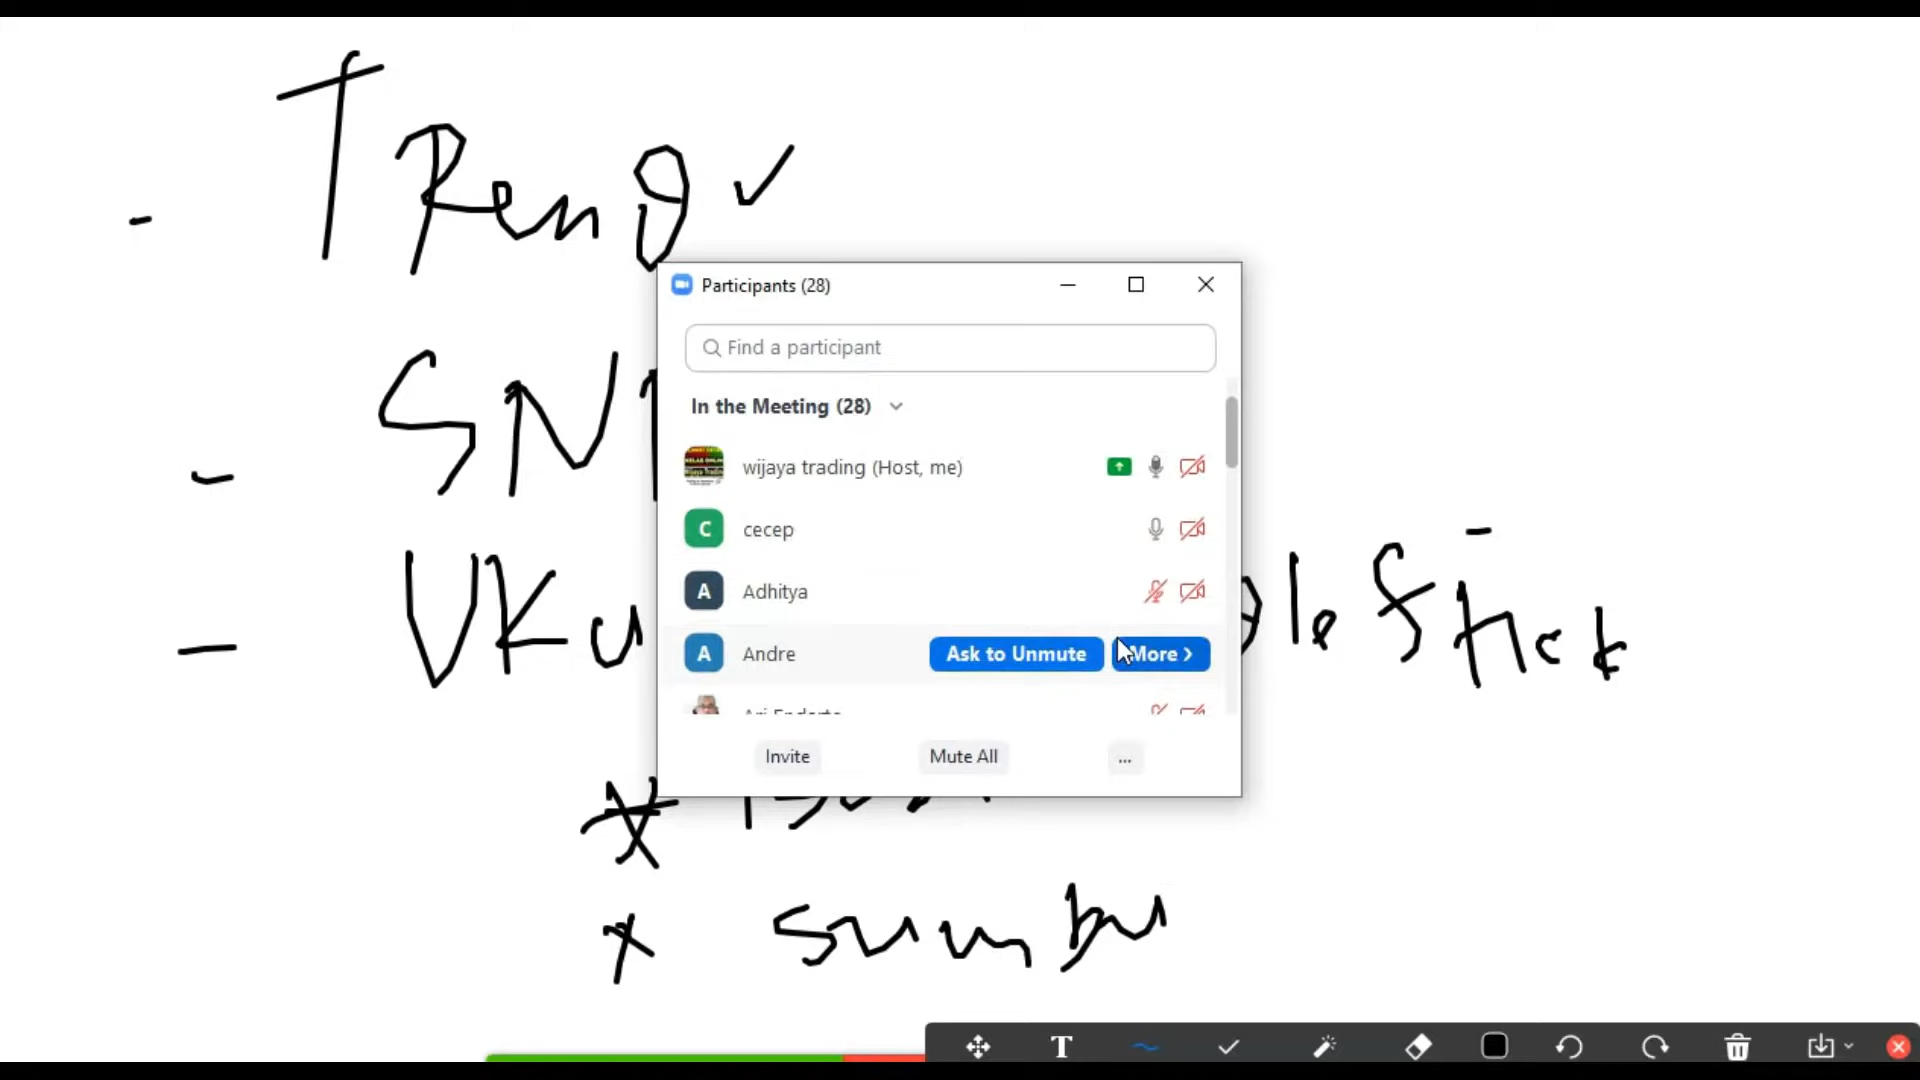 - TREND ✓
Participants (28)
Find a participant
- SN
In the Meeting (28)
wijaya trading (Host, me)
C cecep
A Adhitya
A Andre Ask to Unmute More >
Invite Mute All ...
* 
* sumbu
T